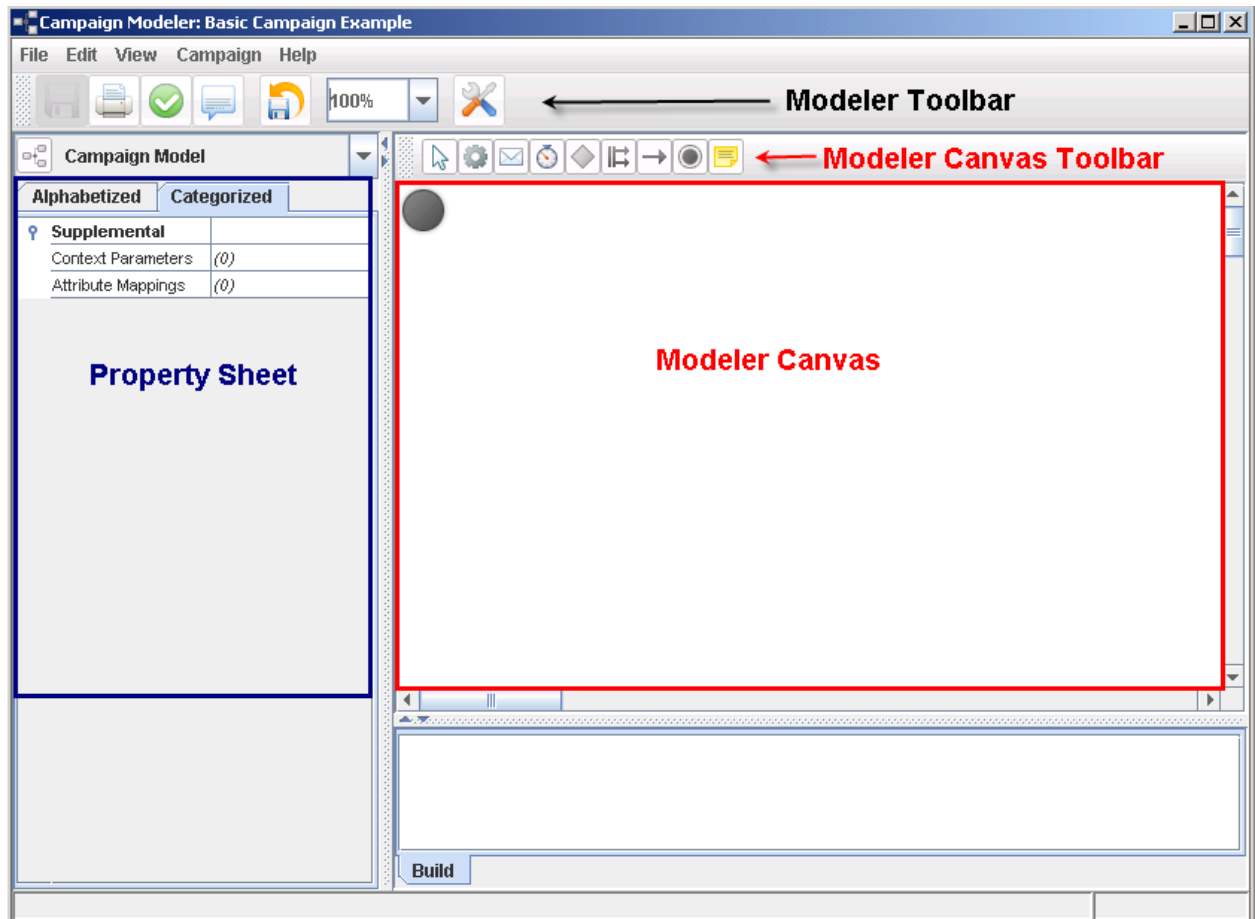 Campaign Modeler: Basic Campaign Example
File Edit View Campaign Help
100%
Modeler Toolbar
Campaign Model
Modeler Canvas Toolbar
Alphabetized Categorized
Supplemental
Context Parameters (0)
Attribute Mappings (0)
Property Sheet
Modeler Canvas
Build